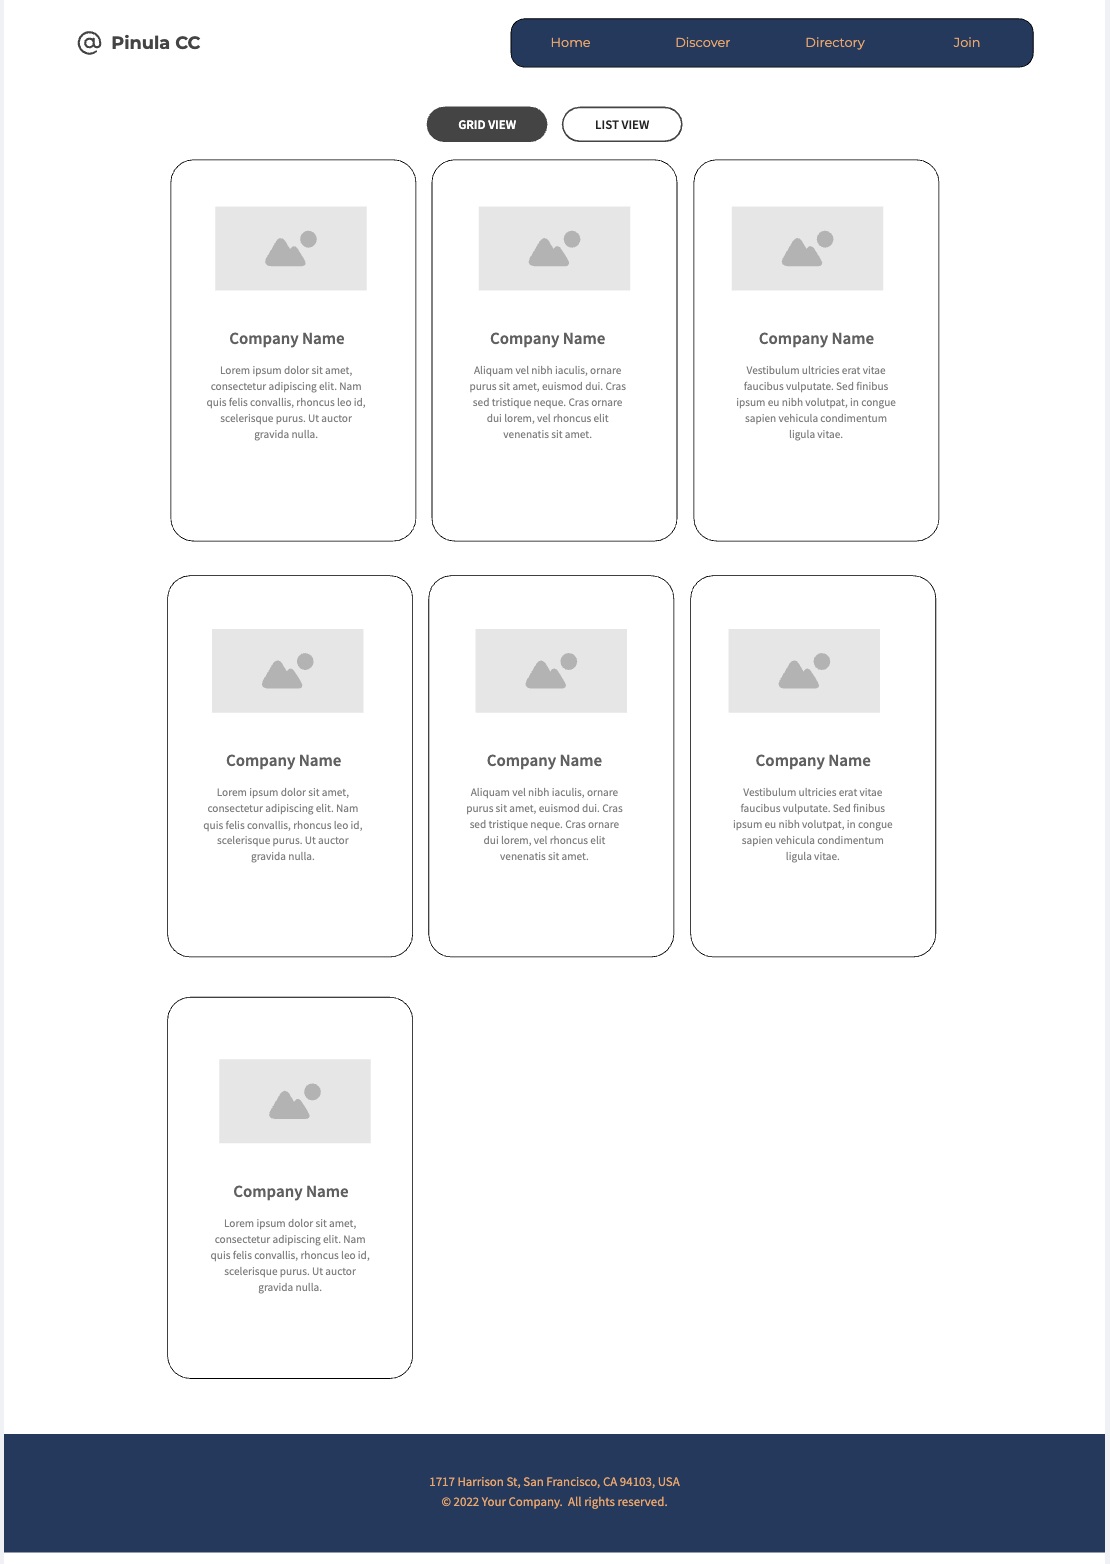 @ Pinula CC
Home Discover Directory Join
GRID VIEW LIST VIEW
Company Name
Lorem ipsum dolor sit amet,
consectetur adipiscing elit. Nam
quis felis convallis, rhoncus leo id,
scelerisque purus. Ut auctor
gravida nulla.
Company Name
Aliquam vel nibh iaculis, ornare
purus sit amet, euismod dui. Cras
sed tristique neque. Cras ornare
dui lorem, vel rhoncus elit
venenatis sit amet.
Company Name
Vestibulum ultricies erat vitae
faucibus vulputate. Sed finibus
ipsum eu nibh volutpat, in congue
sapien vehicula condimentum
ligula vitae.
Company Name
Lorem ipsum dolor sit amet,
consectetur adipiscing elit. Nam
quis felis convallis, rhoncus leo id,
scelerisque purus. Ut auctor
gravida nulla.
Company Name
Aliquam vel nibh iaculis, ornare
purus sit amet, euismod dui. Cras
sed tristique neque. Cras ornare
dui lorem, vel rhoncus elit
venenatis sit amet.
Company Name
Vestibulum ultricies erat vitae
faucibus vulputate. Sed finibus
ipsum eu nibh volutpat, in congue
sapien vehicula condimentum
ligula vitae.
Company Name
Lorem ipsum dolor sit amet,
consectetur adipiscing elit. Nam
quis felis convallis, rhoncus leo id,
scelerisque purus. Ut auctor
gravida nulla.
1717 Harrison St, San Francisco, CA 94103, USA
© 2022 Your Company.  All rights reserved.